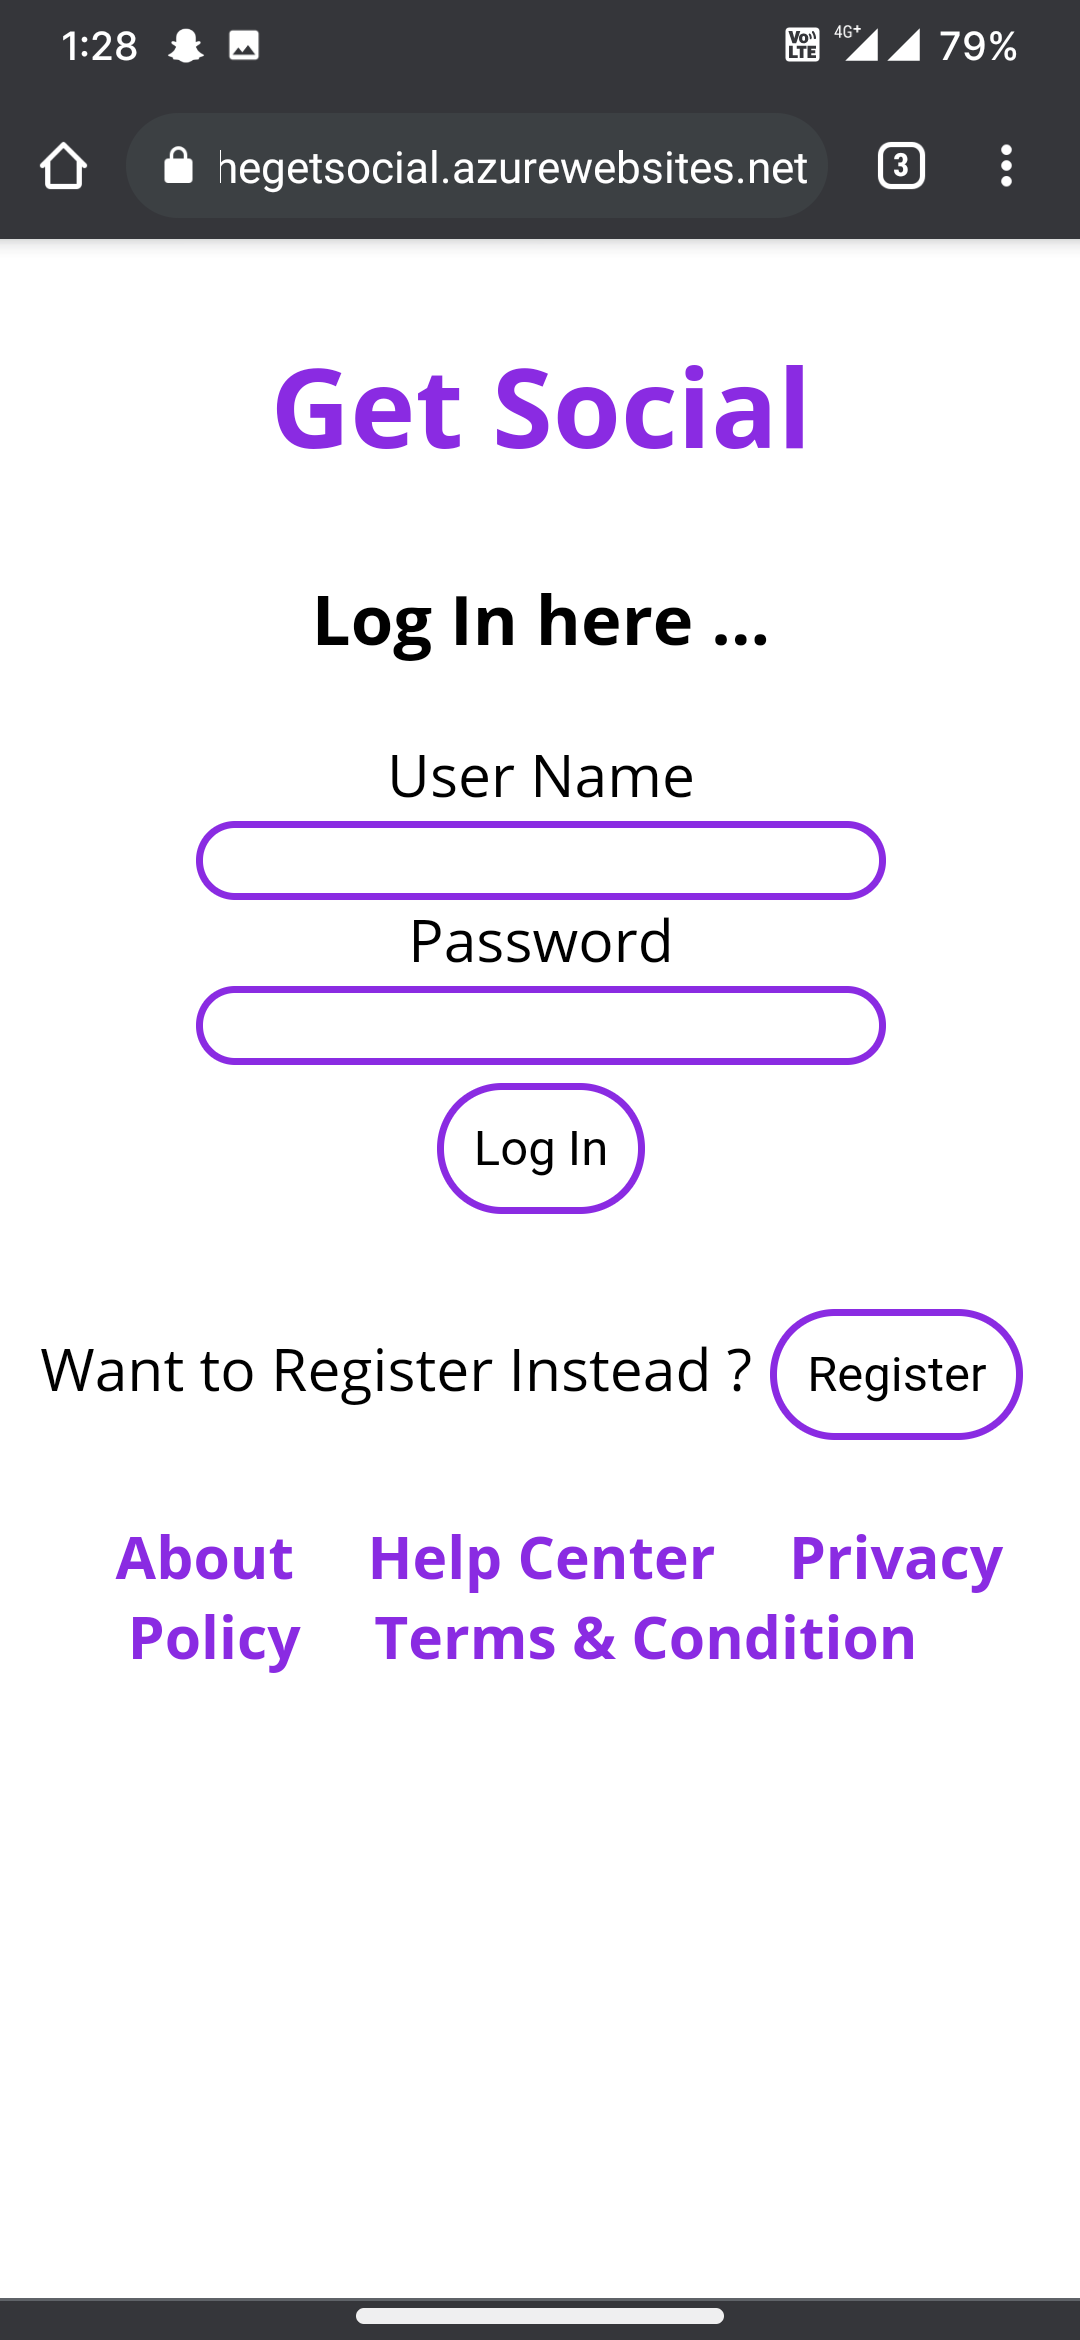 1:28 Vo LTE 4G+ 79%
hegetsocial.azurewebsites.net 3
Get Social
Log In here ...
User Name
Password
Log In
Want to Register Instead ? Register
About Help Center Privacy
Policy Terms & Condition